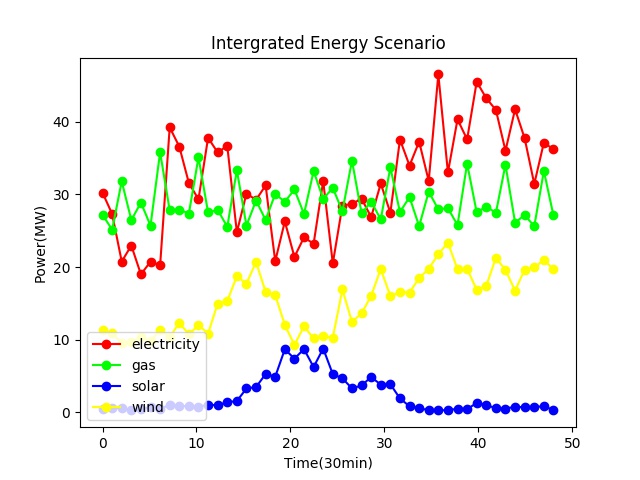 Intergrated Energy Scenario
Power(MW)
40
30
20
10
0
electricity
gas
solar
wind
0 10 20 30 40 50
Time(30min)